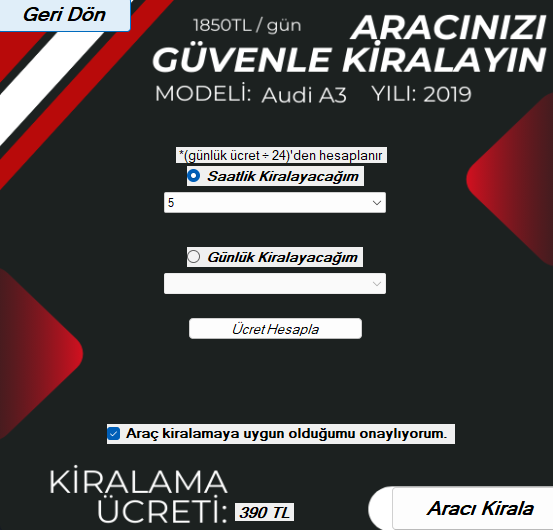 Geri Dön
1850TL / gün
ARACINIZI
GÜVENLE KİRALAYIN
MODELİ: Audi A3 YILI: 2019
*(günlük ücret ÷ 24)'den hesaplanır
Saatlik Kiralayacağım
5
Günlük Kiralayacağım
Ücret Hesapla
Araç kiralamaya uygun olduğumu onaylıyorum.
KİRALAMA
ÜCRETİ: 390 TL
Aracı Kirala